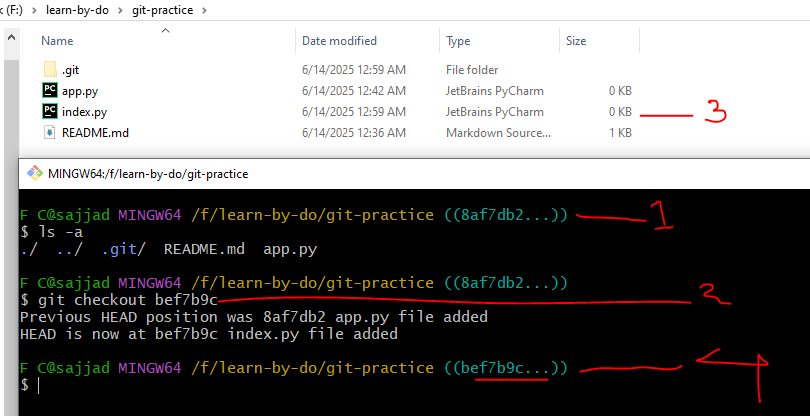 k (F:) > learn-by-do > git-practice >
Name Date modified Type Size
.git 6/14/2025 12:59 AM File folder
PC app.py 6/14/2025 12:42 AM JetBrains PyCharm 0 KB
PC index.py 6/14/2025 12:59 AM JetBrains PyCharm 0 KB 3
README.md 6/14/2025 12:36 AM Markdown Source... 1 KB
MINGW64:/f/learn-by-do/git-practice
F C@sajjad MINGW64 /f/learn-by-do/git-practice ((8af7db2...)) 1
$ ls -a
./ ../ .git/ README.md app.py
F C@sajjad MINGW64 /f/learn-by-do/git-practice ((8af7db2...))
$ git checkout bef7b9c 2
Previous HEAD position was 8af7db2 app.py file added
HEAD is now at bef7b9c index.py file added
F C@sajjad MINGW64 /f/learn-by-do/git-practice ((bef7b9c...)) 4
$